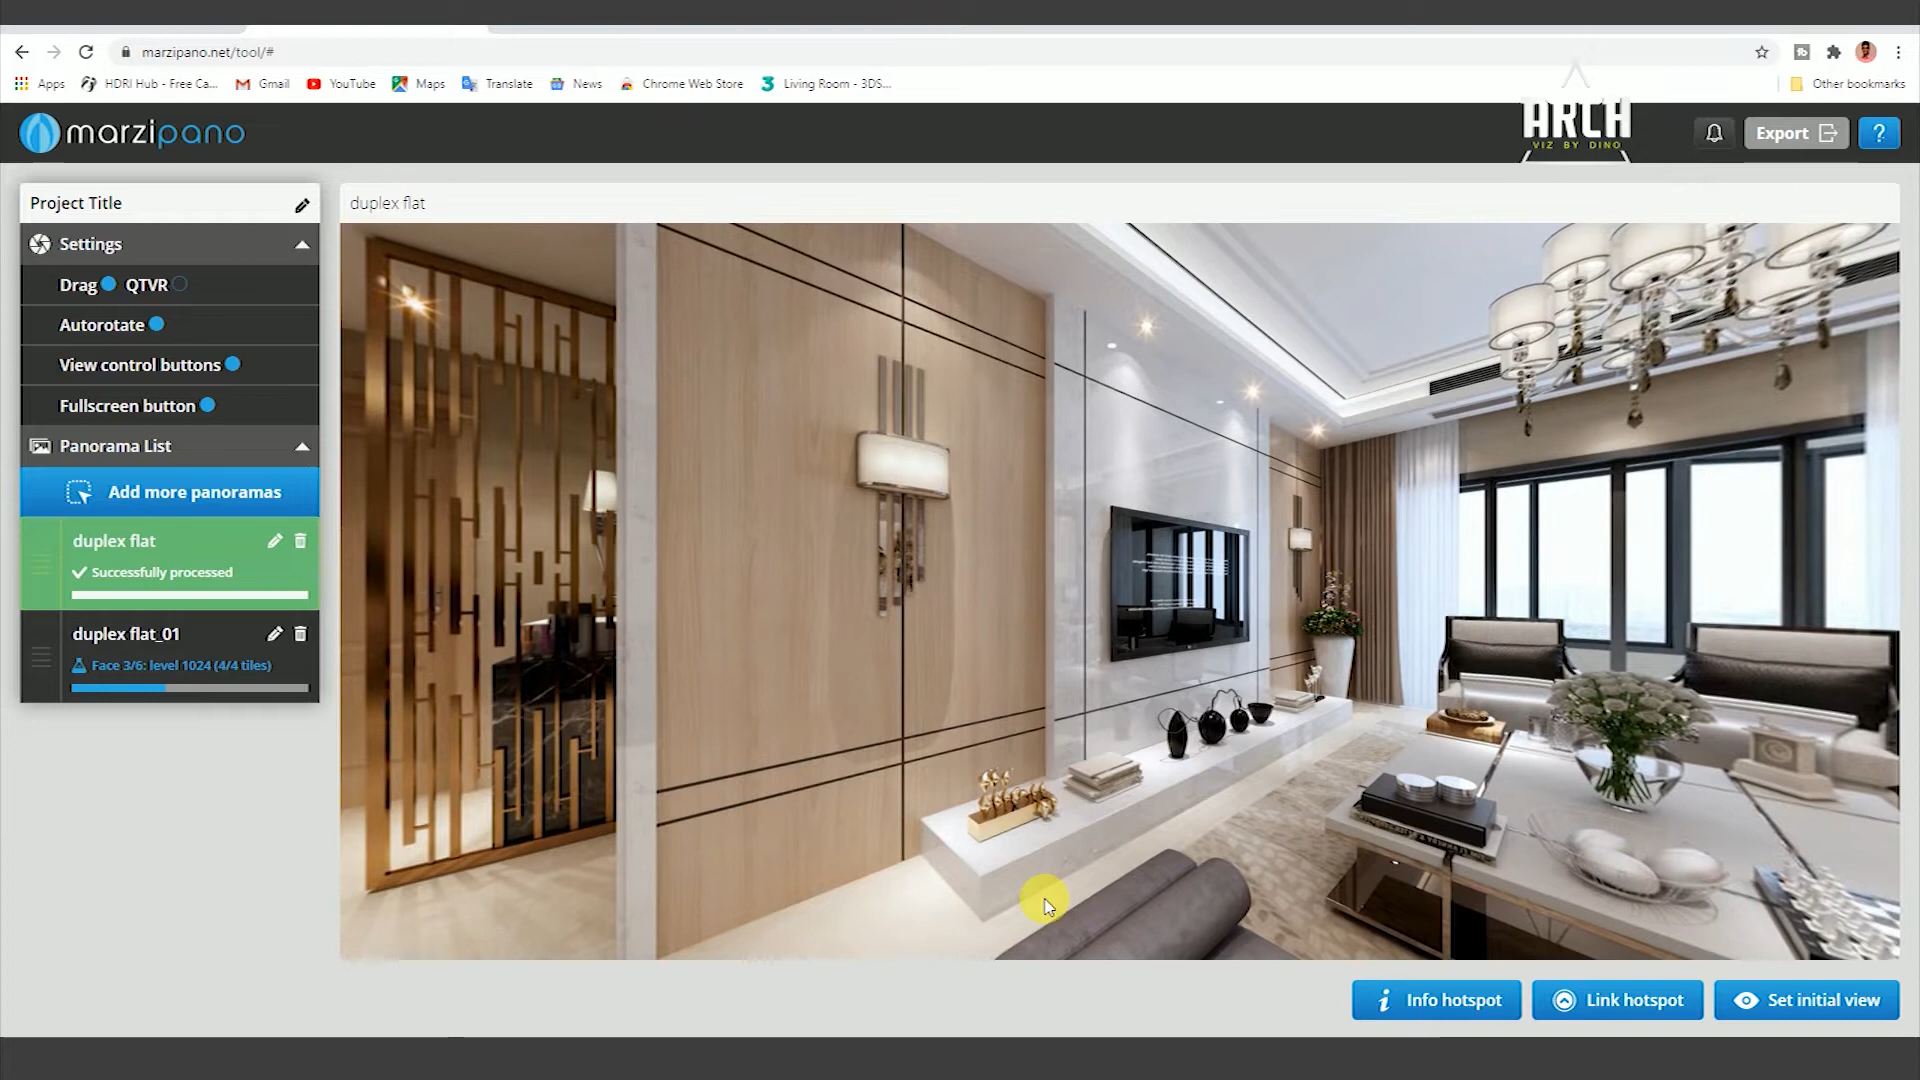 marzipano.net/tool/#
Apps
HDRI Hub - Free Ca...
Gmail
YouTube
Maps
Translate
News
Chrome Web Store
Living Room - 3DS...
Other bookmarks
marzipano
ARCH
VIZ BY DINO
Export
?
Project Title
duplex flat
Settings
Drag QTVR
Autorotate
View control buttons
Fullscreen button
Panorama List
Add more panoramas
duplex flat
Successfully processed
duplex flat_01
Face 3/6: level 1024 (4/4 tiles)
Info hotspot
Link hotspot
Set initial view